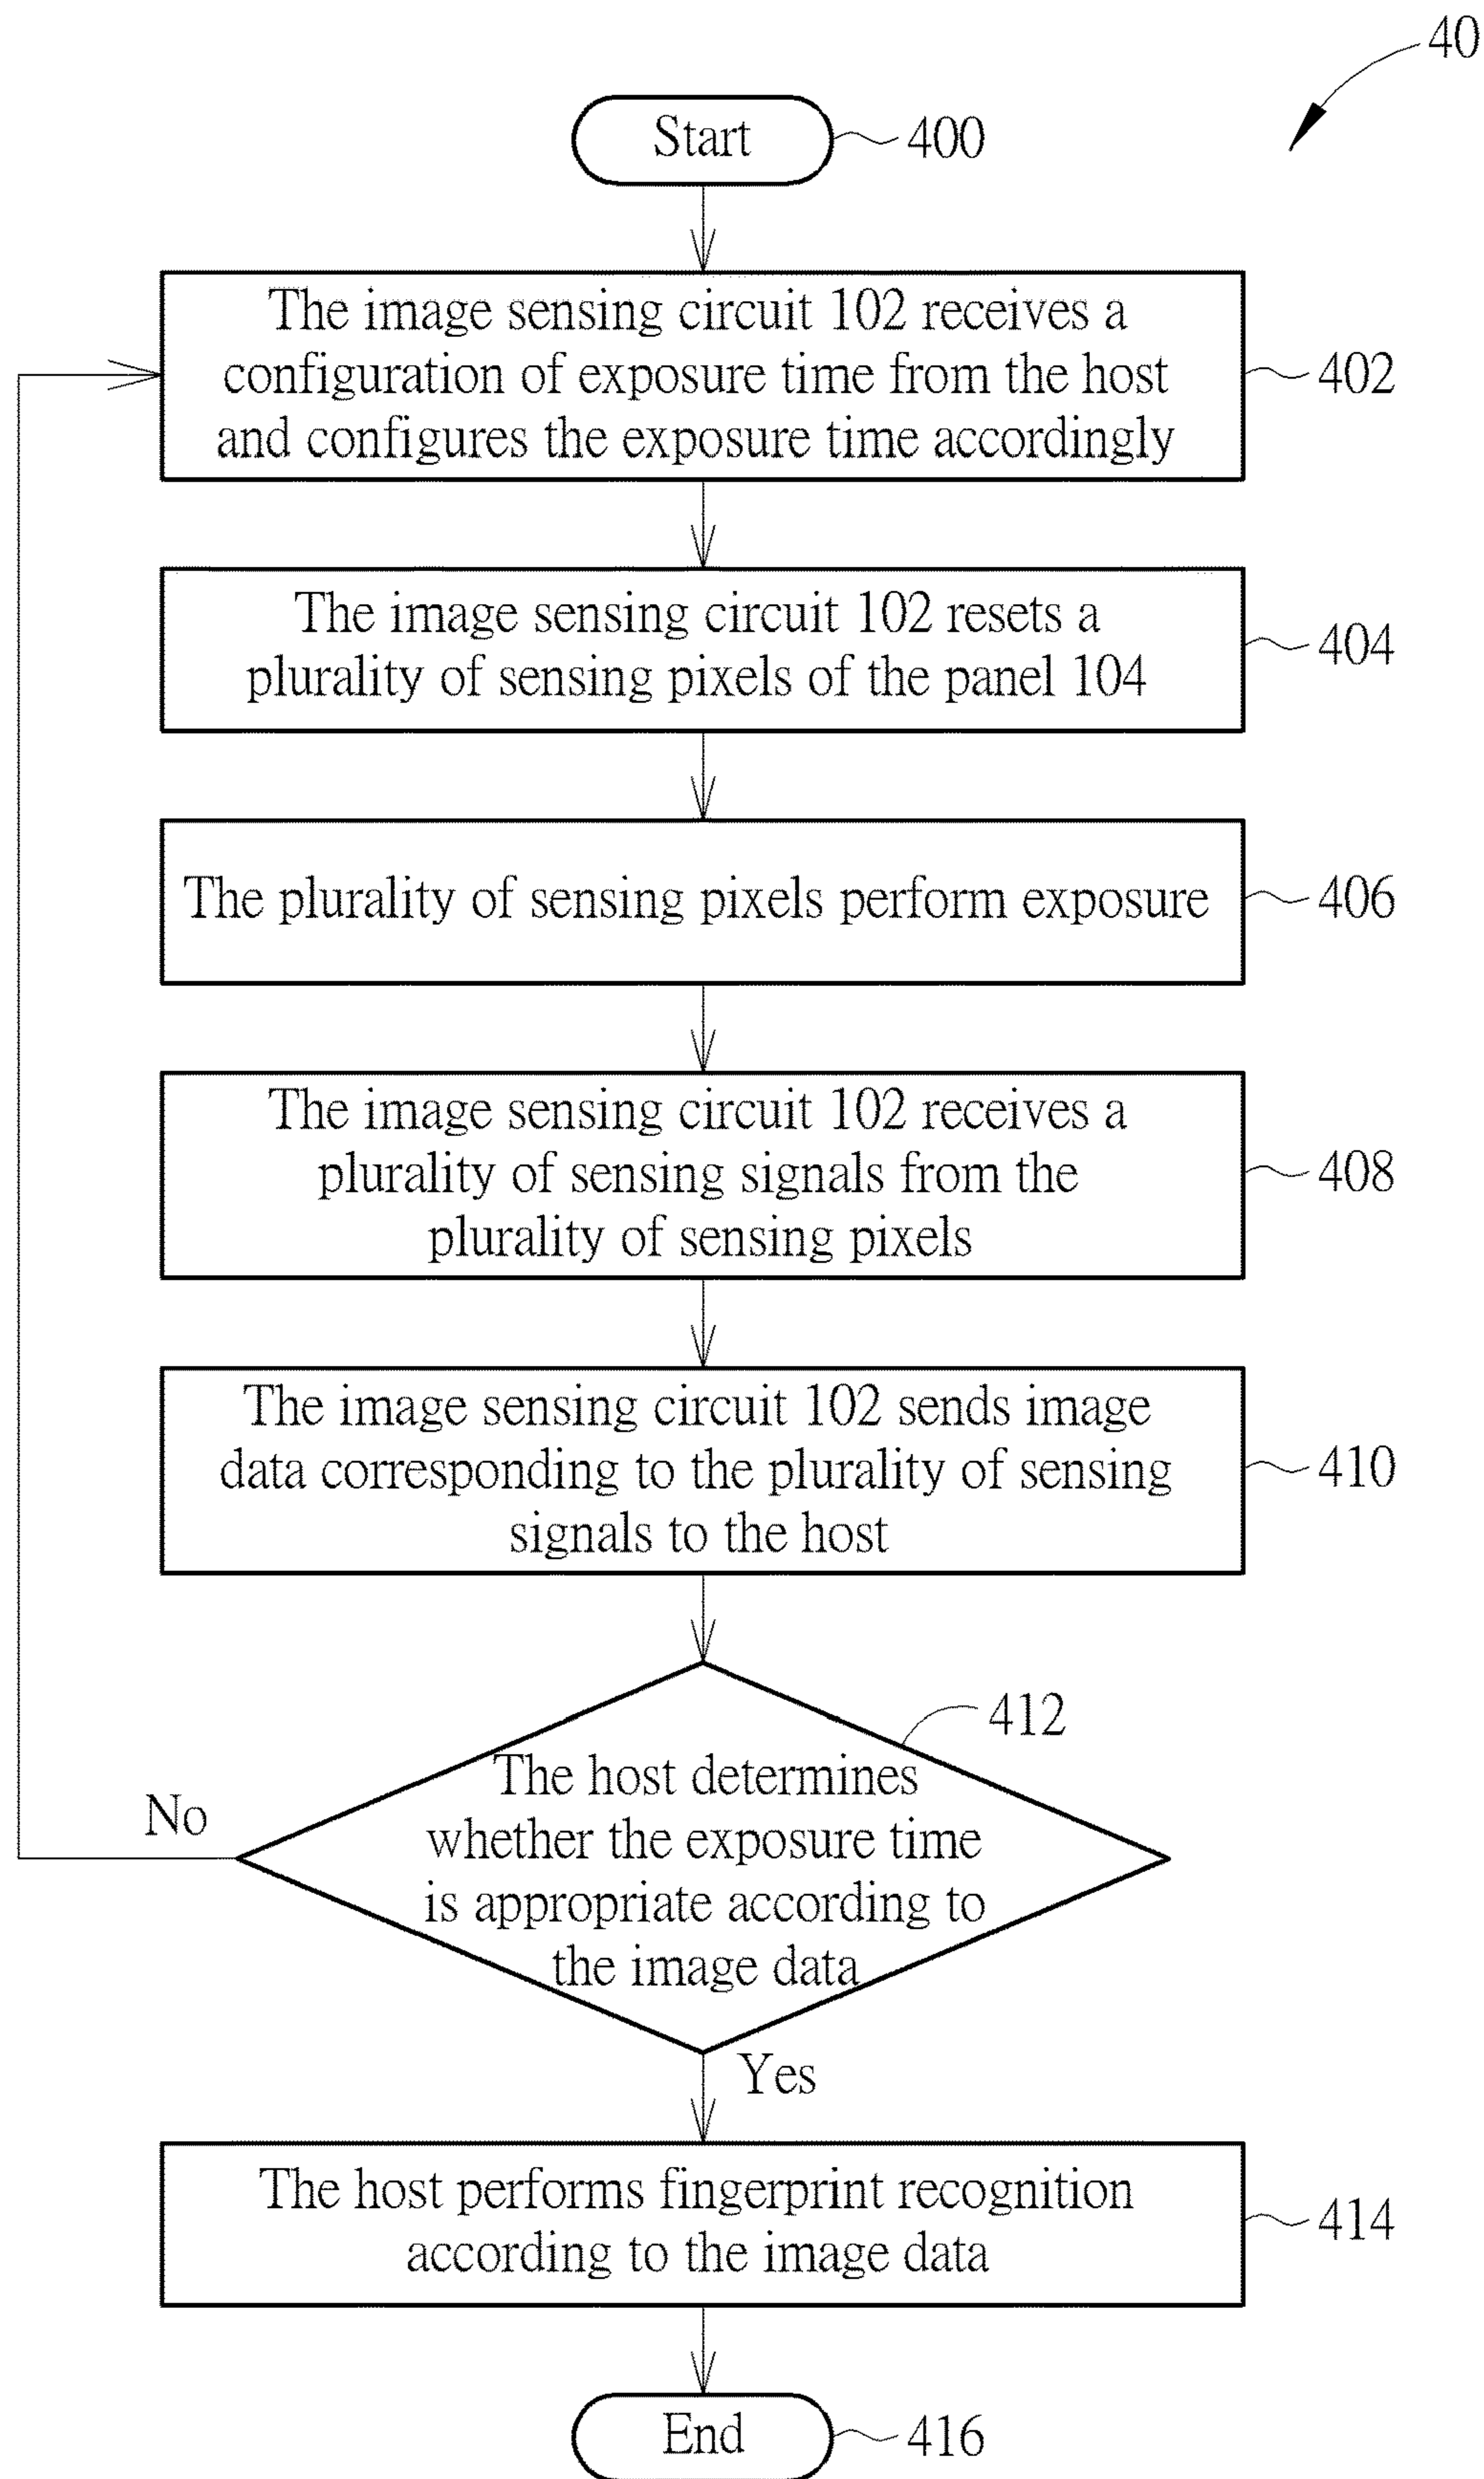 40
Start
400
The image sensing circuit 102 receives a
configuration of exposure time from the host
and configures the exposure time accordingly
402
The image sensing circuit 102 resets a
plurality of sensing pixels of the panel 104
404
The plurality of sensing pixels perform exposure
406
The image sensing circuit 102 receives a
plurality of sensing signals from the
plurality of sensing pixels
408
The image sensing circuit 102 sends image
data corresponding to the plurality of sensing
signals to the host
410
412
The host determines
whether the exposure time
is appropriate according to
the image data
No
Yes
The host performs fingerprint recognition
according to the image data
414
End
416